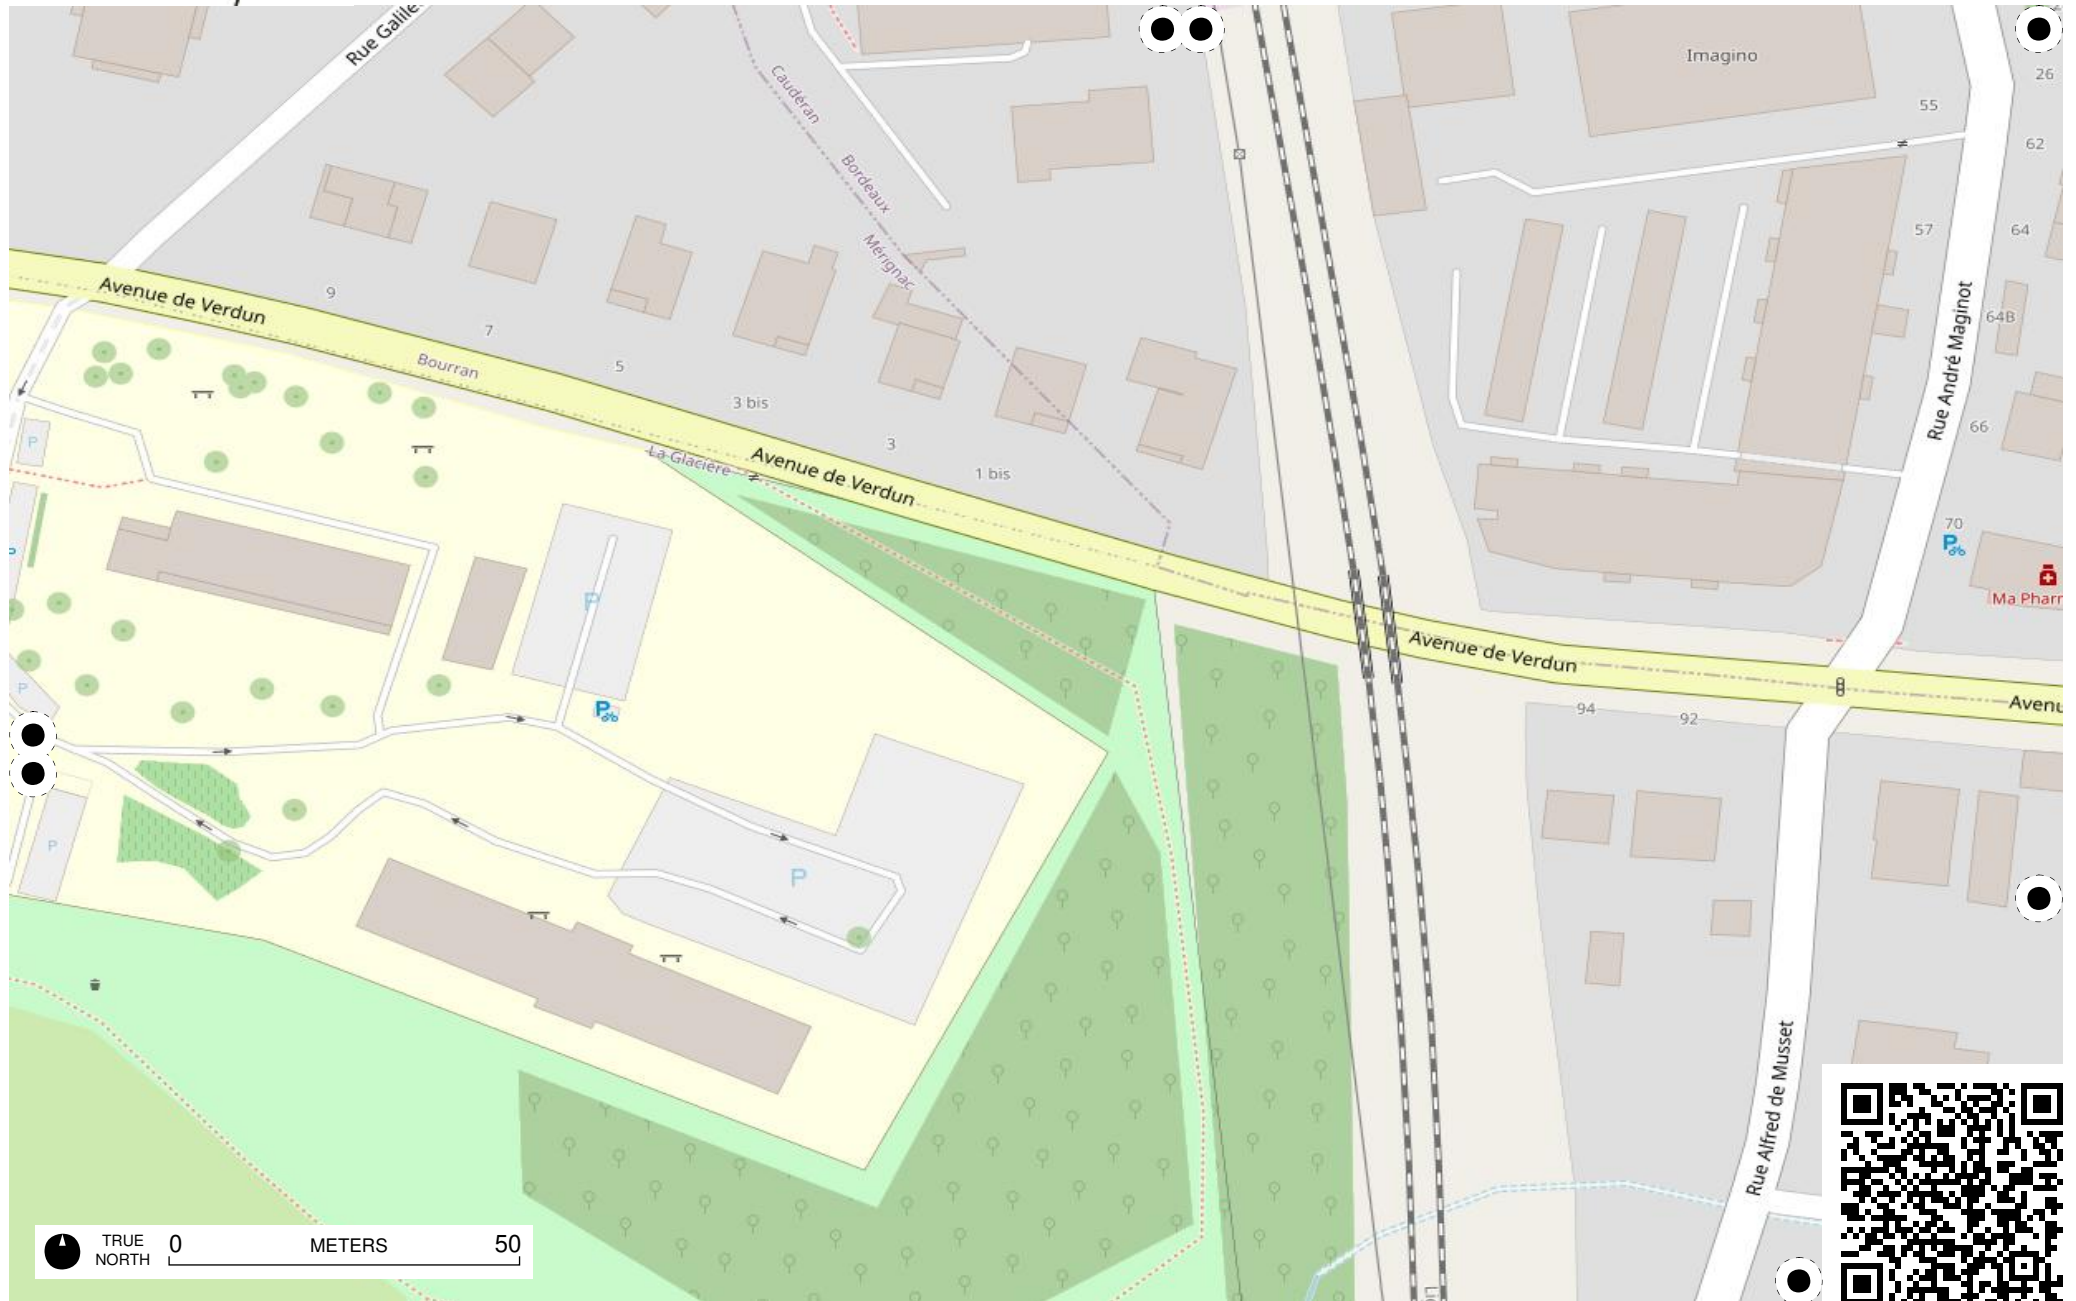 Rue Galilé
Imagino
26
55
Caudéran
62
Bordeaux
57
64
Mérignac
Avenue de Verdun
9
Rue André Maginot
64B
7
Bourran
5
3 bis
66
P
3
La Glacière
Avenue de Verdun
1 bis
70
P
P
P
Ma Pharr
Avenue de Verdun
P
P
94
92
Avenu
P
P
Rue Alfred de Musset
TRUE
NORTH
0
METERS
50